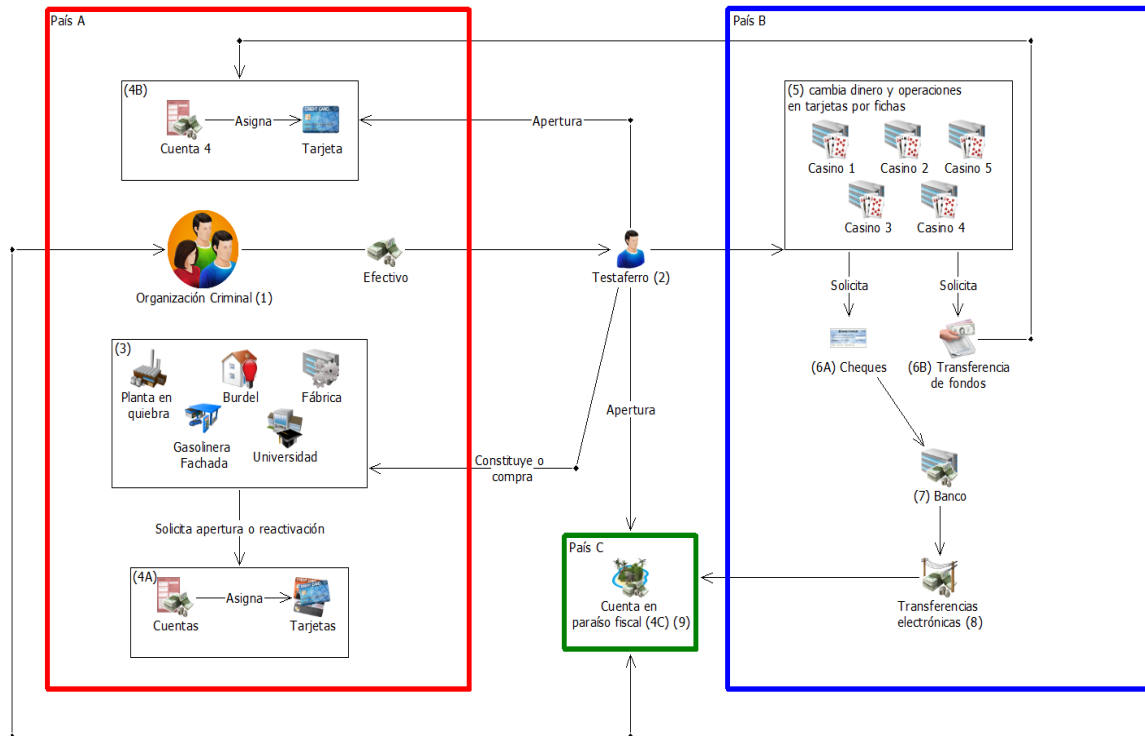 País A
País B
(4B)
Asigna
Cuenta 4
Tarjeta
CREDIT CARD
Apertura
(5) cambia dinero y operaciones
en tarjetas por fichas
Casino 1
Casino 2
Casino 5
Casino 3
Casino 4
Organización Criminal (1)
Efectivo
Testaferro (2)
Solicita
Solicita
(6A) Cheques
(6B) Transferencia
de fondos
(3)
Planta en
quiebra
Burdel
Fábrica
Gasolinera
Fachada
Universidad
Constituye o
compra
Apertura
Solicita apertura o reactivación
(4A)
Asigna
Cuentas
Tarjetas
País C
Cuenta en
paraíso fiscal (4C) (9)
(7) Banco
Transferencias
electrónicas (8)